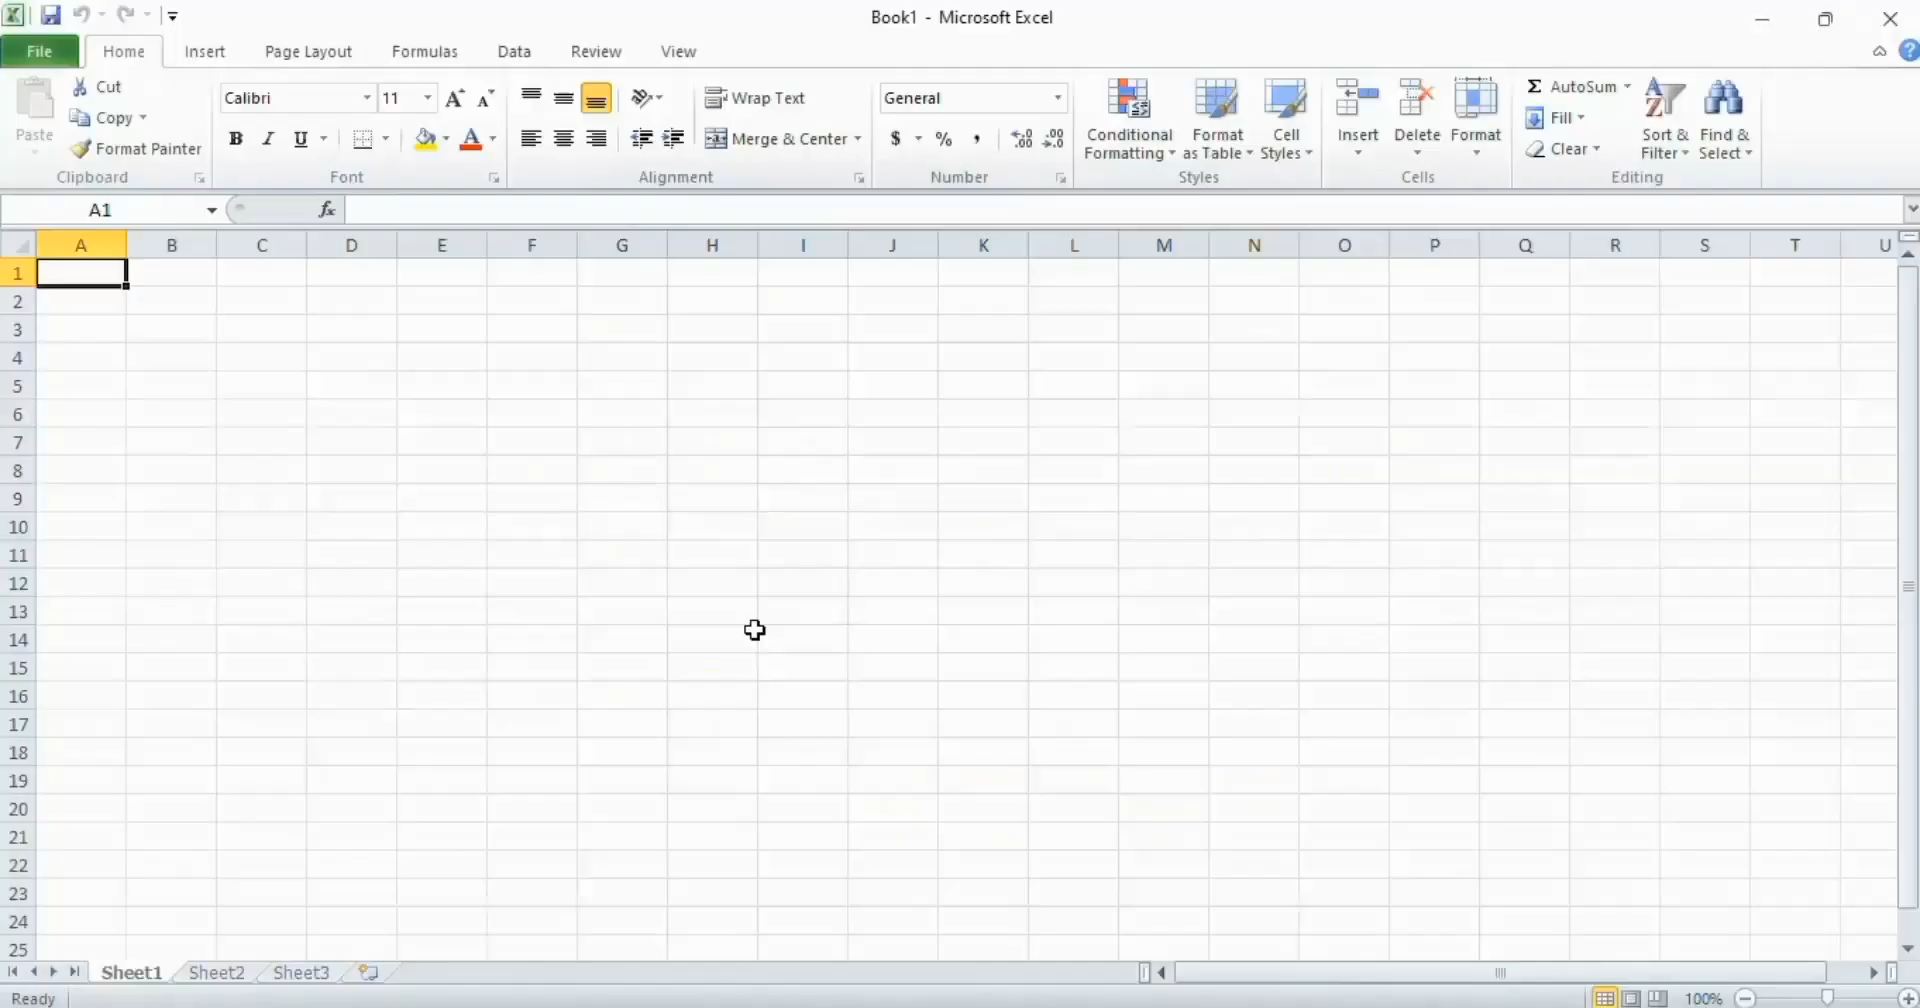 Book1 - Microsoft Excel
File Home Insert Page Layout Formulas Data Review View
Paste
Cut
Copy
Format Painter
Clipboard
Calibri 11
B I U A
Font
Wrap Text
Merge & Center
Alignment
General
$ % ,
Number
Conditional Formatting
Format as Table
Cell Styles
Styles
Insert Delete Format
Cells
Σ AutoSum
Fill
Clear
Sort & Filter
Find & Select
Editing
A1 fx
A B C D E F G H I J K L M N O P Q R S T U
1
2
3
4
5
6
7
8
9
10
11
12
13
14
15
16
17
18
19
20
21
22
23
24
25
Sheet1 Sheet2 Sheet3
Ready 100%